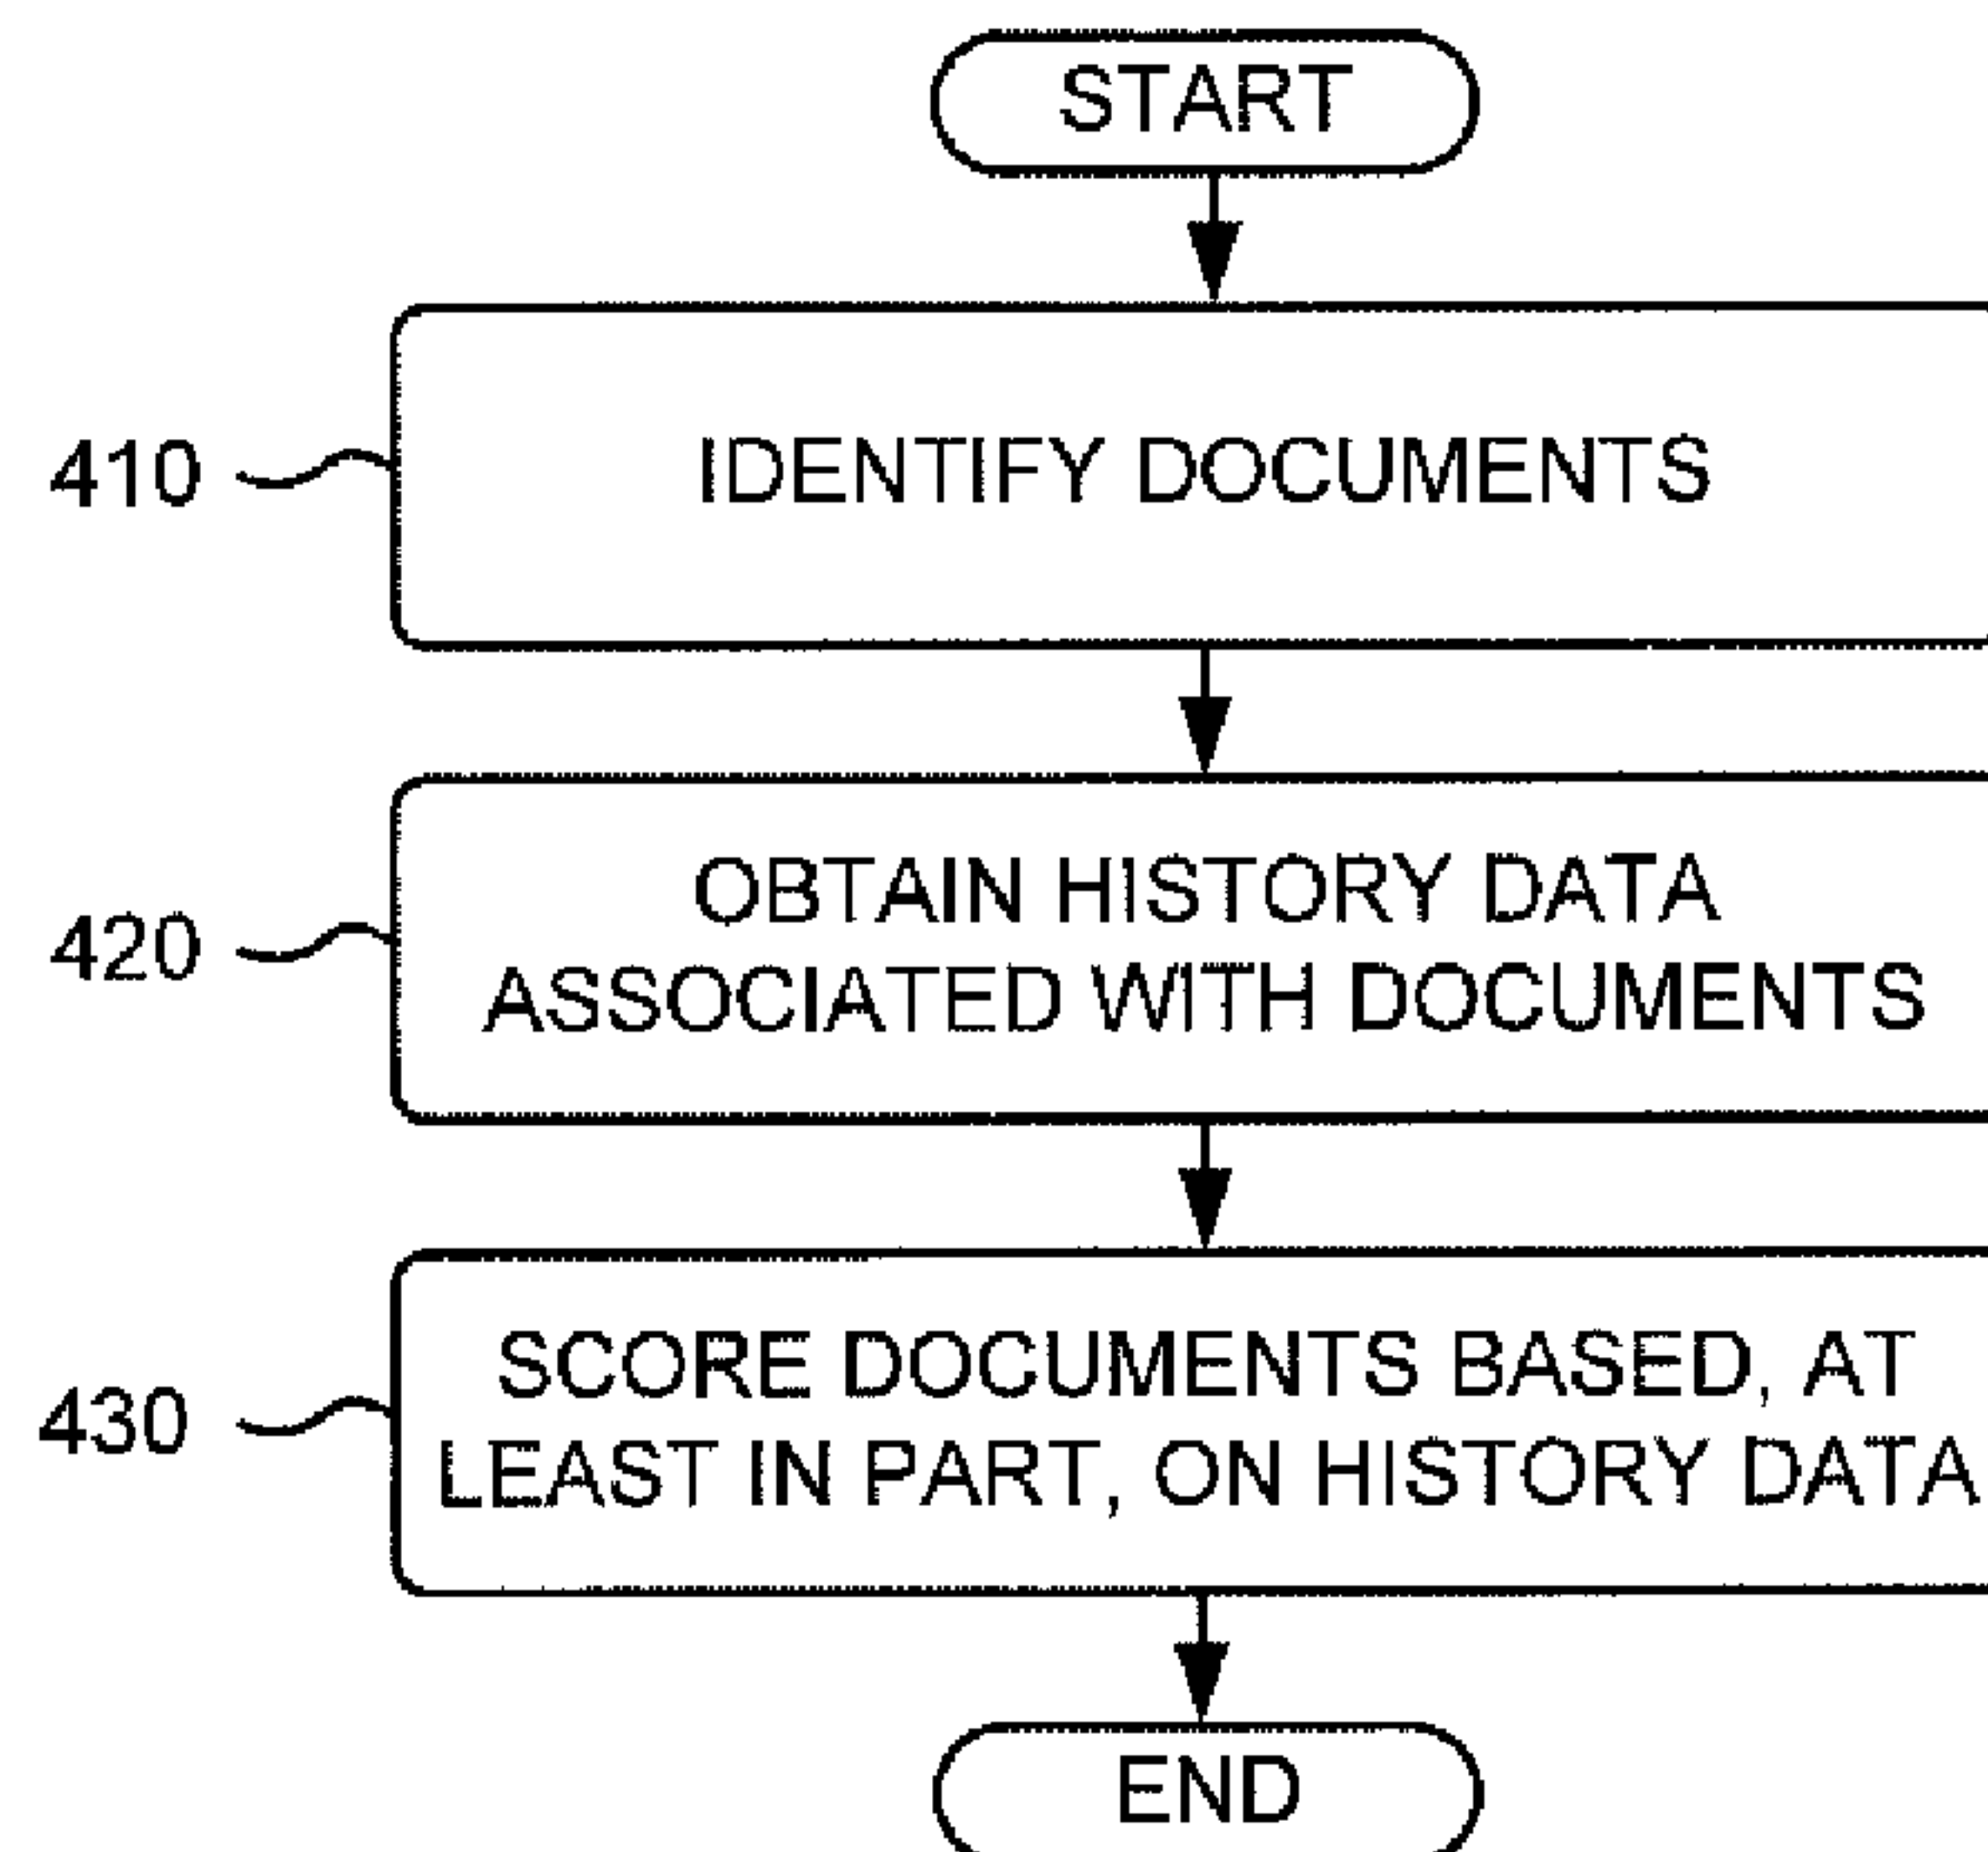 START
410
IDENTIFY DOCUMENTS
420
OBTAIN HISTORY DATA
ASSOCIATED WITH DOCUMENTS
430
SCORE DOCUMENTS BASED, AT
LEAST IN PART, ON HISTORY DATA
END